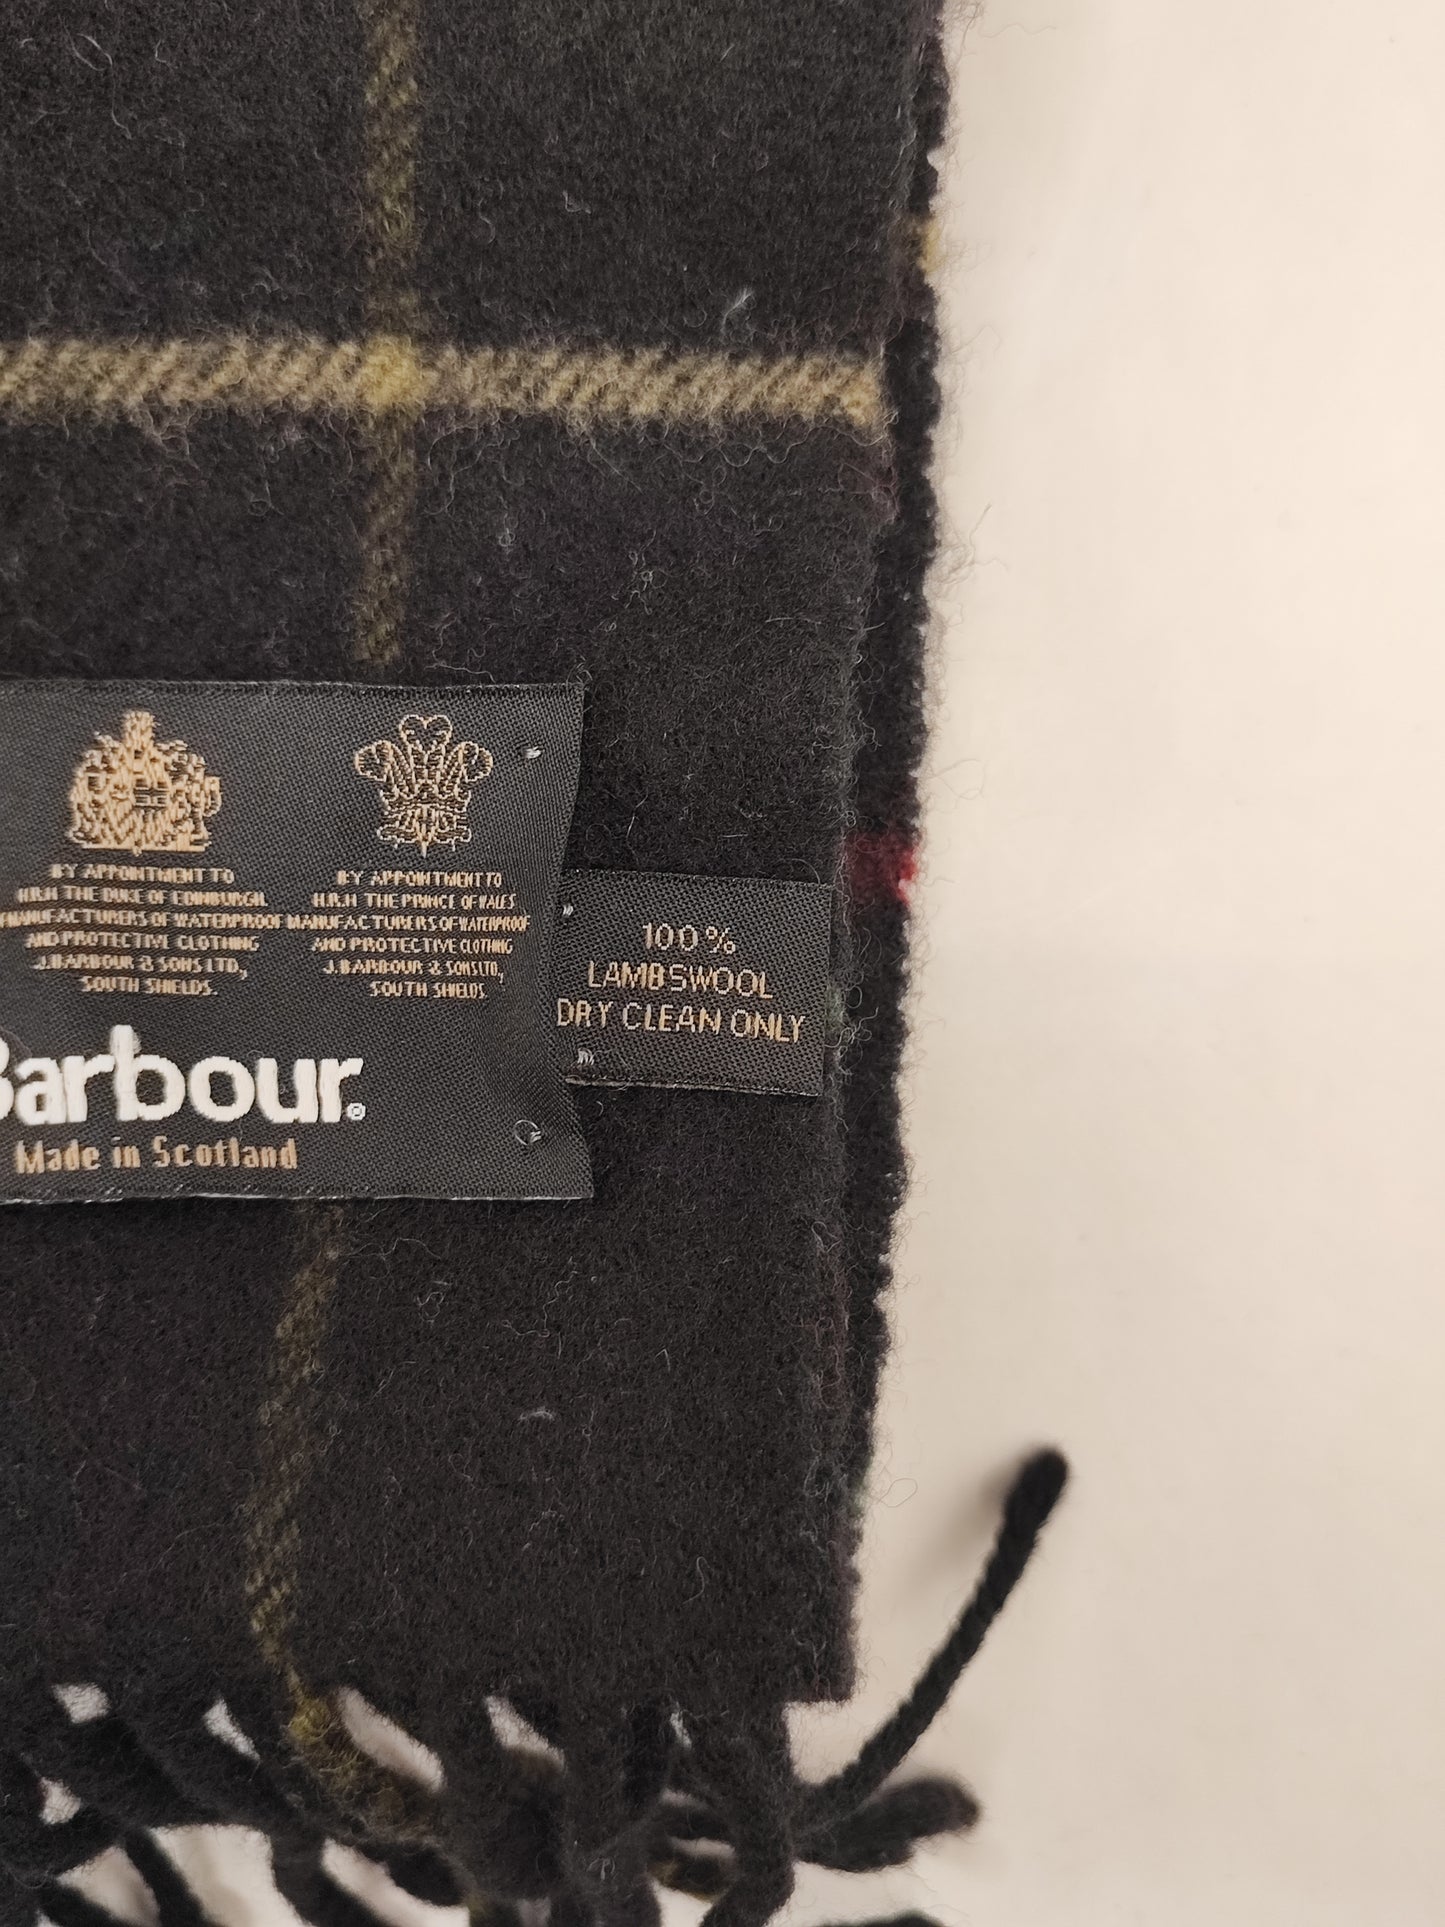 BY APPOINTMENT TO
H.R.H THE DUKE OF EDINBURGH,
MANUFACTURERS OF WATERPROOF
AND PROTECTIVE CLOTHING
J.BARBOUR & SONS LTD,
SOUTH SHIELDS.
BY APPOINTMENT TO
H.R.H THE PRINCE OF WALES
MANUFACTURERS OF WATERPROOF
AND PROTECTIVE CLOTHING
J.BARBOUR & SONS LTD,
SOUTH SHIELDS
Barbour®
Made in Scotland
100%
LAMBSWOOL
DRY CLEAN ONLY